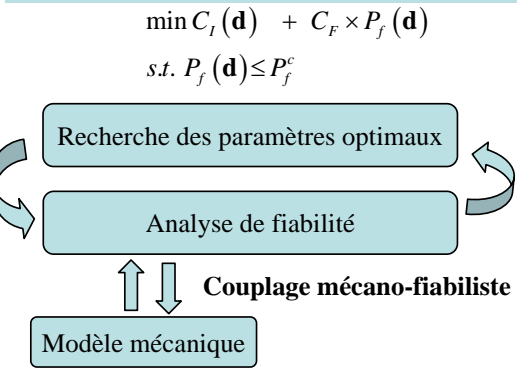 min C_I (d) + C_F × P_f (d)
s.t. P_f (d) ≤ P_f^c
Recherche des paramètres optimaux
Analyse de fiabilité
Couplage mécano-fiabiliste
Modèle mécanique